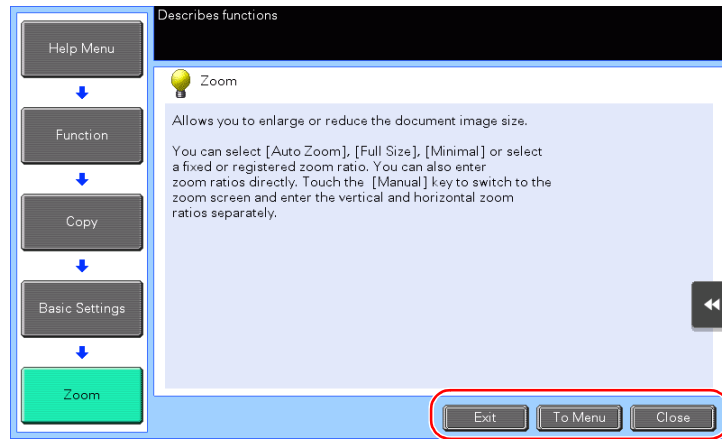 Describes functions
Help Menu
Function
Copy
Basic Settings
Zoom
Zoom
Allows you to enlarge or reduce the document image size.
You can select [Auto Zoom], [Full Size], [Minimal] or select
a fixed or registered zoom ratio. You can also enter
zoom ratios directly. Touch the [Manual] key to switch to the
zoom screen and enter the vertical and horizontal zoom
ratios separately.
Exit
To Menu
Close